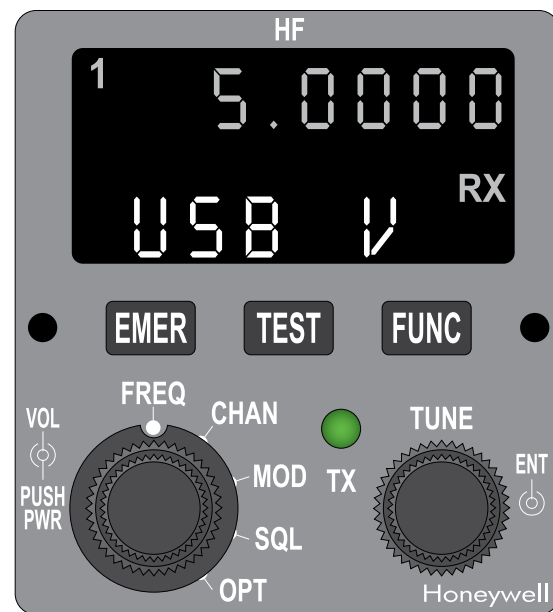 HF
1 5.0000
RX
USB V
EMER TEST FUNC
FREQ
CHAN
MOD
SQL
OPT
VOL
PUSH
PWR
TX
TUNE
ENT
Honeywell